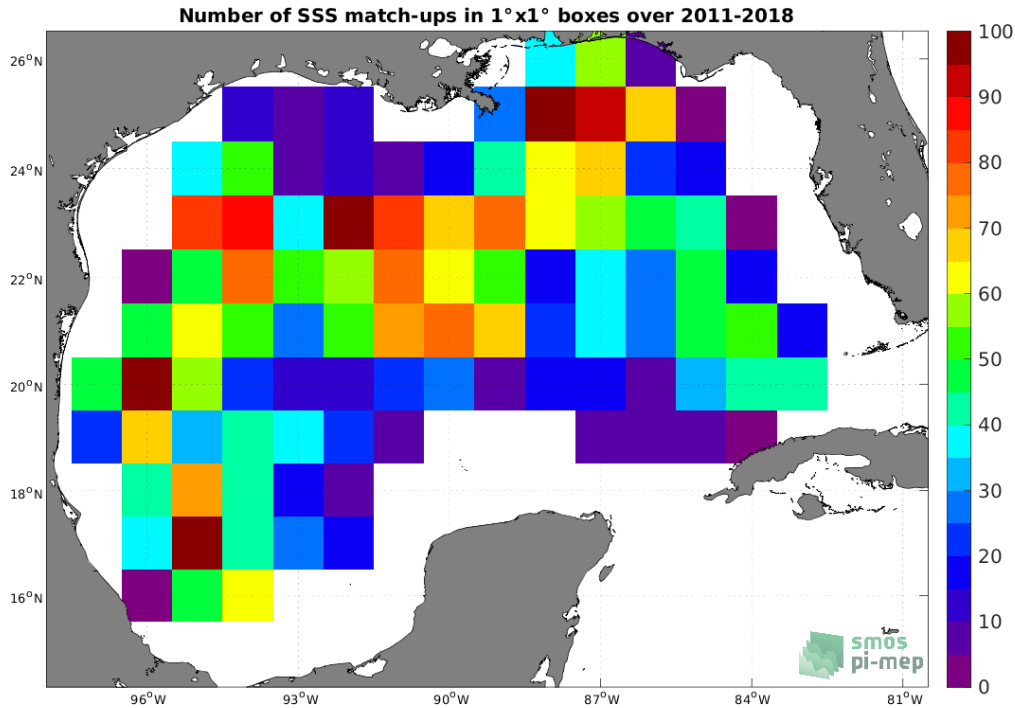 Number of SSS match-ups in 1°x1° boxes over 2011-2018
26°N
24°N
22°N
20°N
18°N
16°N
96°W
93°W
90°W
87°W
84°W
81°W
100
90
80
70
60
50
40
30
20
10
0
smos
pi-mep